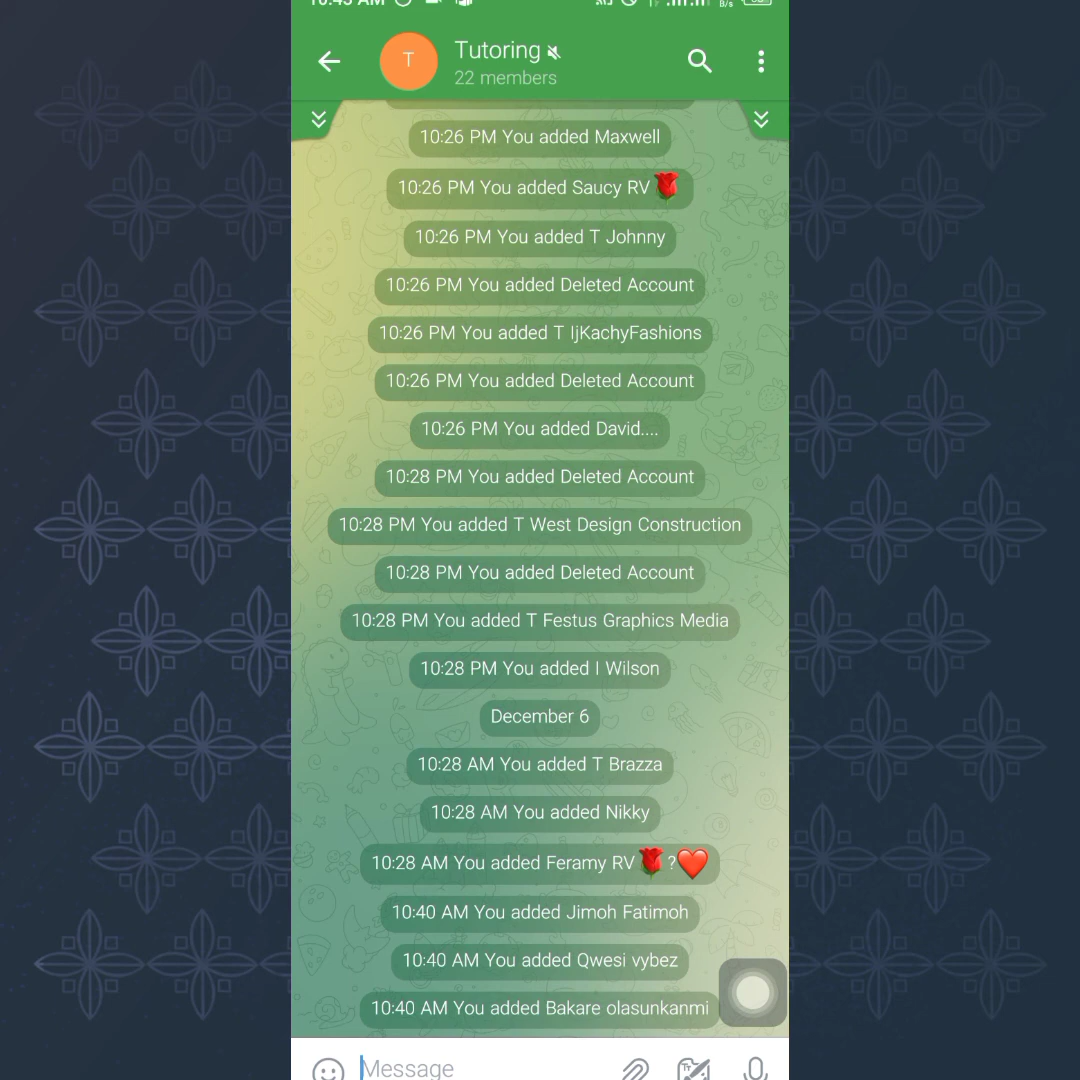 10:45 AM
B/s
T
Tutoring
22 members
10:26 PM You added Maxwell
10:26 PM You added Saucy RV🌹
10:26 PM You added T Johnny
10:26 PM You added Deleted Account
10:26 PM You added T IjKachyFashions
10:26 PM You added Deleted Account
10:26 PM You added David....
10:28 PM You added Deleted Account
10:28 PM You added T West Design Construction
10:28 PM You added Deleted Account
10:28 PM You added T Festus Graphics Media
10:28 PM You added I Wilson
December 6
10:28 AM You added T Brazza
10:28 AM You added Nikky
10:28 AM You added Feramy RV🌹?❤️
10:40 AM You added Jimoh Fatimoh
10:40 AM You added Qwesi vybez
10:40 AM You added Bakare olasunkanmi
Message